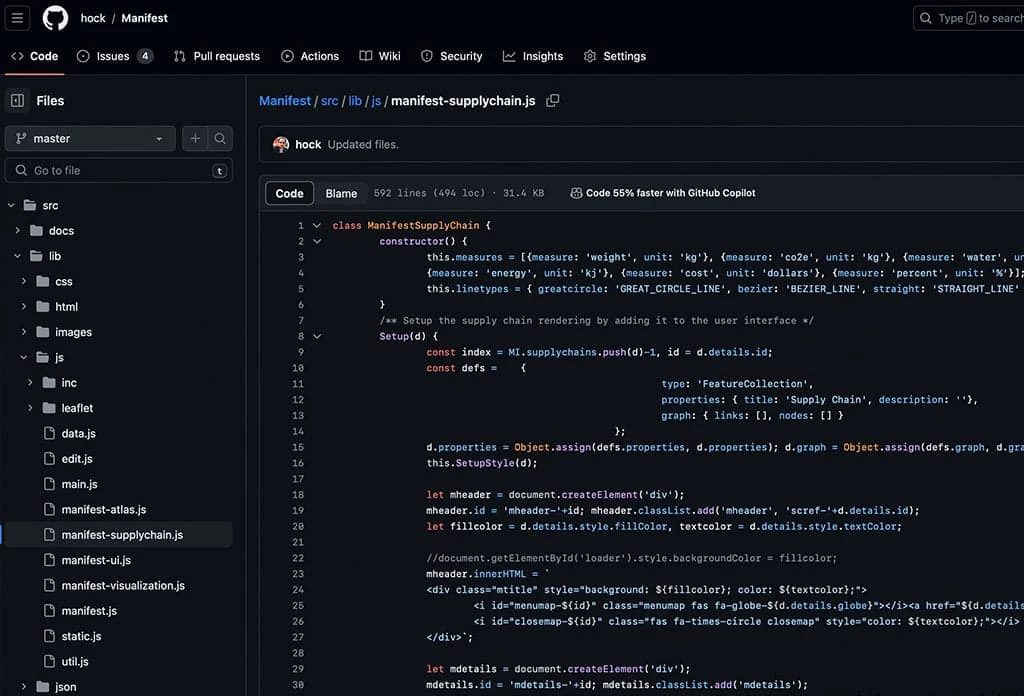 hock / Manifest
Type / to search
Code Issues 4 Pull requests Actions Wiki Security Insights Settings
Files
master
Go to file t
src
docs
lib
css
html
images
js
inc
leaflet
data.js
edit.js
main.js
manifest-atlas.js
manifest-supplychain.js
manifest-ui.js
manifest-visualization.js
manifest.js
static.js
util.js
json
Manifest / src / lib / js / manifest-supplychain.js
hock Updated files.
Code Blame 592 lines (494 loc) · 31.4 KB Code 55% faster with GitHub Copilot
1 class ManifestSupplyChain {
2 constructor() {
3 this.measures = [{measure: 'weight', unit: 'kg'}, {measure: 'co2e', unit: 'kg'}, {measure: 'water', un
4 {measure: 'energy', unit: 'kj'}, {measure: 'cost', unit: 'dollars'}, {measure: 'percent', unit: '%'}];
5 this.linetypes = { greatcircle: 'GREAT_CIRCLE_LINE', bezier: 'BEZIER_LINE', straight: 'STRAIGHT_LINE'
6 }
7 /** Setup the supply chain rendering by adding it to the user interface */
8 Setup(d) {
9 const index = MI.supplychains.push(d)-1, id = d.details.id;
10 const defs = {
11 type: 'FeatureCollection',
12 properties: { title: 'Supply Chain', description: ''},
13 graph: { links: [], nodes: [] }
14 };
15 d.properties = Object.assign(defs.properties, d.properties); d.graph = Object.assign(defs.graph, d.gra
16 this.SetupStyle(d);
17
18 let mheader = document.createElement('div');
19 mheader.id = 'mheader-'+id; mheader.classList.add('mheader', 'scref-'+d.details.id);
20 let fillcolor = d.details.style.fillColor, textcolor = d.details.style.textColor;
21
22 //document.getElementById('loader').style.backgroundColor = fillcolor;
23 mheader.innerHTML = `
24 <div class="mtitle" style="background: ${fillcolor}; color: ${textcolor};">
25 <i id="menumap-${id}" class="menumap fas fa-globe-${d.details.globe}"></i><a href="${d.details
26 <i id="closemap-${id}" class="fas fa-times-circle closemap" style="color: ${textcolor};"></i>
27 </div>`;
28
29 let mdetails = document.createElement('div');
30 mdetails.id = 'mdetails-'+id; mdetails.classList.add('mdetails');